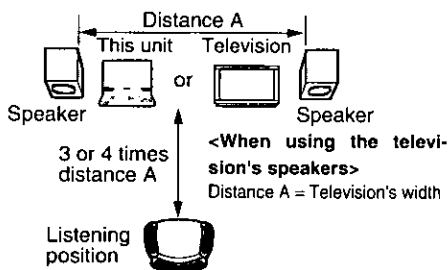 Distance A
This unit
Television
or
Speaker
Speaker
3 or 4 times
distance A
<When using the televi-
sion's speakers>
Distance A = Television's width
Listening
position